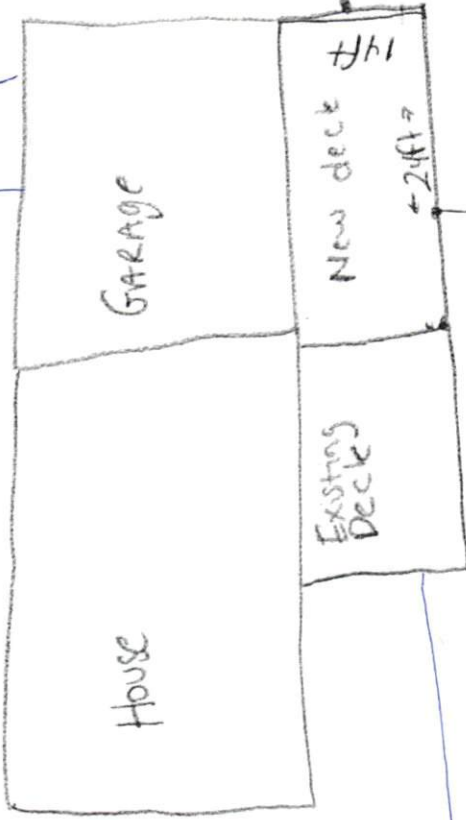 GARAGe
New deck
14ft
←24ft→
Existing
Deck
House